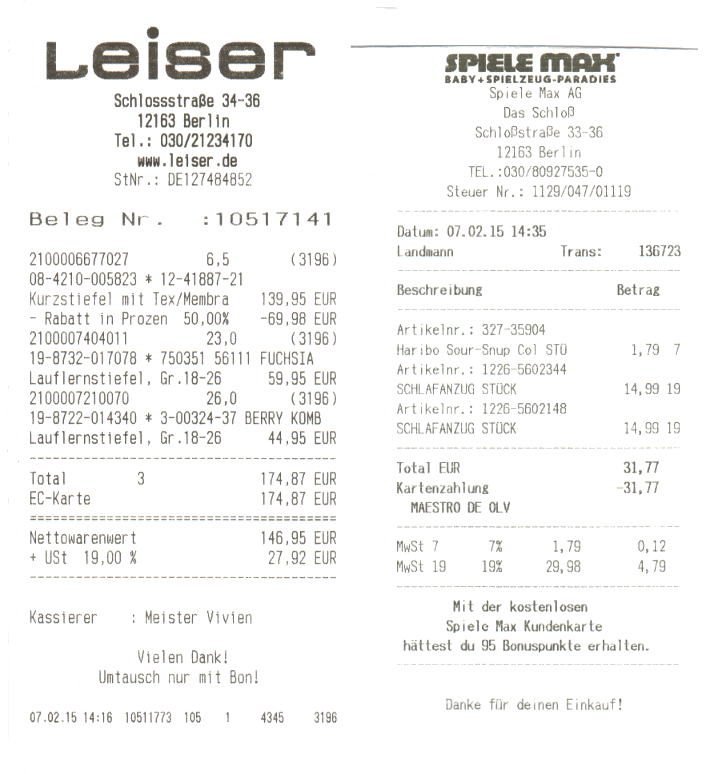 Leiser
Schlossstraße 34-36
12163 Berlin
Tel.: 030/21234170
www.leiser.de
StNr.: DE127484852
Beleg Nr. :10517141
2100006677027 6,5 (3196)
08-4210-005823 * 12-41887-21
Kurzstiefel mit Tex/Membra 139,95 EUR
- Rabatt in Prozen 50,00% -69,98 EUR
2100007404011 23,0 (3196)
19-8732-017078 * 750351 56111 FUCHSIA
Lauflernstiefel, Gr.18-26 59,95 EUR
2100007210070 26,0 (3196)
19-8722-014340 * 3-00324-37 BERRY KOMB
Lauflernstiefel, Gr.18-26 44,95 EUR
Total 3 174,87 EUR
EC-Karte 174,87 EUR
Nettowarenwert 146,95 EUR
+ USt 19,00 % 27,92 EUR
Kassierer : Meister Vivien
Vielen Dank!
Umtausch nur mit Bon!
07.02.15 14:16 10511773 105 1 4345 3196
SPIELE MAX
BABY+SPIELZEUG-PARADIES
Spiele Max AG
Das Schloß
Schloßstraße 33-36
12163 Berlin
TEL.:030/80927535-0
Steuer Nr.: 1129/047/01119
Datum: 07.02.15 14:35
Landmann Trans: 136723
Beschreibung Betrag
Artikelnr.: 327-35904
Haribo Sour-Snup Col STÜ 1,79 7
Artikelnr.: 1226-5602344
SCHLAFANZUG STÜCK 14,99 19
Artikelnr.: 1226-5602148
SCHLAFANZUG STÜCK 14,99 19
Total EUR 31,77
Kartenzahlung -31,77
MAESTRO DE OLV
MwSt 7 7% 1,79 0,12
MwSt 19 19% 29,98 4,79
Mit der kostenlosen
Spiele Max Kundenkarte
hättest du 95 Bonuspunkte erhalten.
Danke für deinen Einkauf!